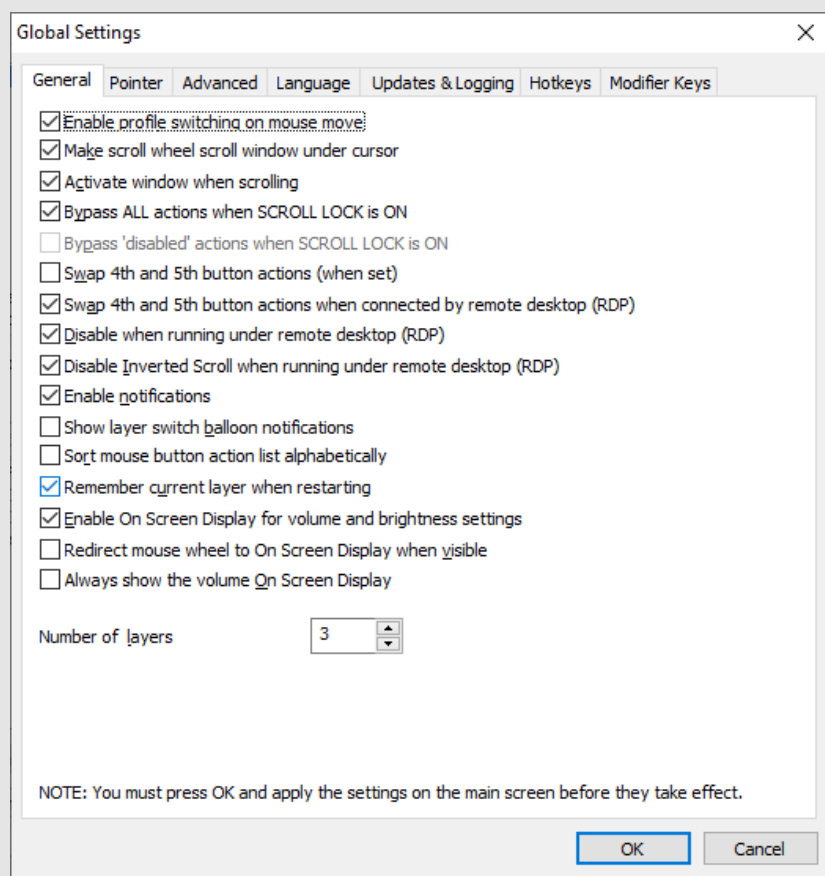 Global Settings
General Pointer Advanced Language Updates & Logging Hotkeys Modifier Keys
Enable profile switching on mouse move
Make scroll wheel scroll window under cursor
Activate window when scrolling
Bypass ALL actions when SCROLL LOCK is ON
Bypass 'disabled' actions when SCROLL LOCK is ON
Swap 4th and 5th button actions (when set)
Swap 4th and 5th button actions when connected by remote desktop (RDP)
Disable when running under remote desktop (RDP)
Disable Inverted Scroll when running under remote desktop (RDP)
Enable notifications
Show layer switch balloon notifications
Sort mouse button action list alphabetically
Remember current layer when restarting
Enable On Screen Display for volume and brightness settings
Redirect mouse wheel to On Screen Display when visible
Always show the volume On Screen Display
Number of layers 3
NOTE: You must press OK and apply the settings on the main screen before they take effect.
OK Cancel